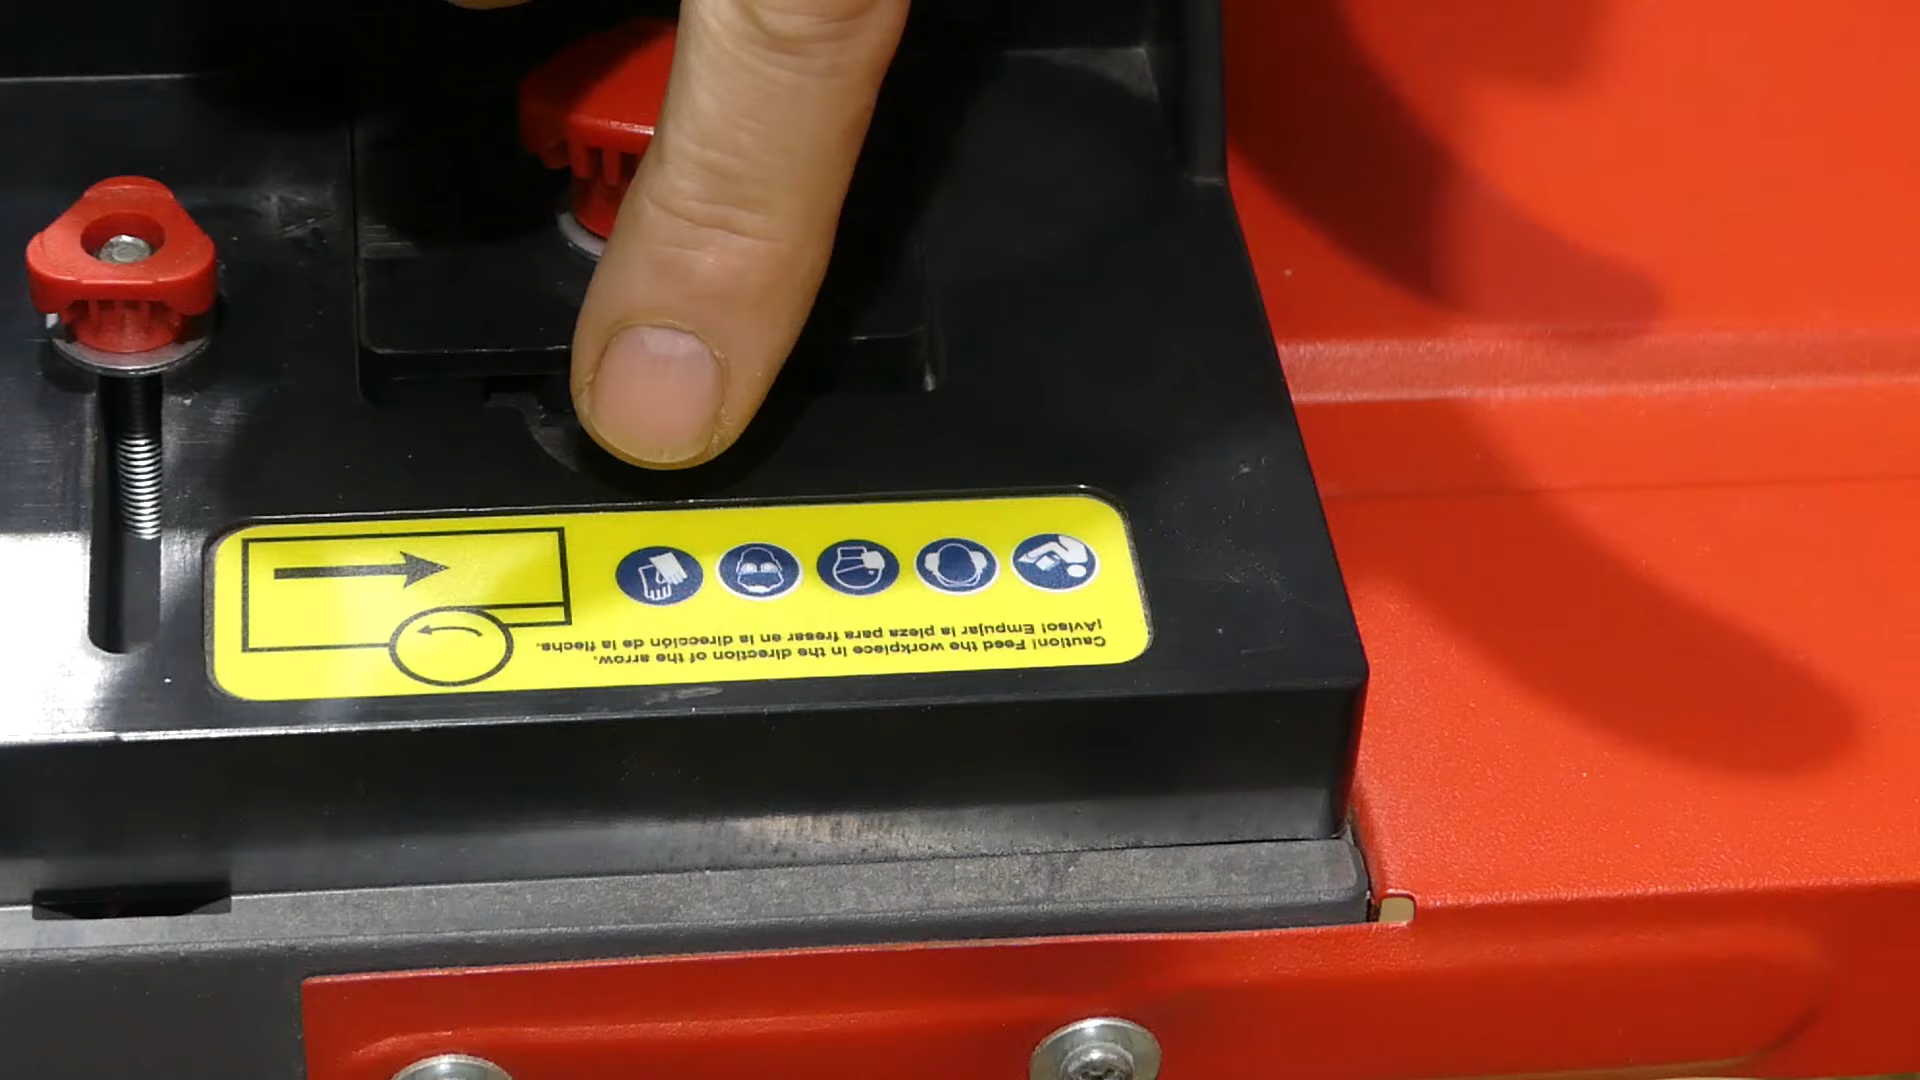 Caution! Feed the workpiece in the direction of the arrow.
¡Aviso! Empujar la pieza para fresar en la dirección de la flecha.